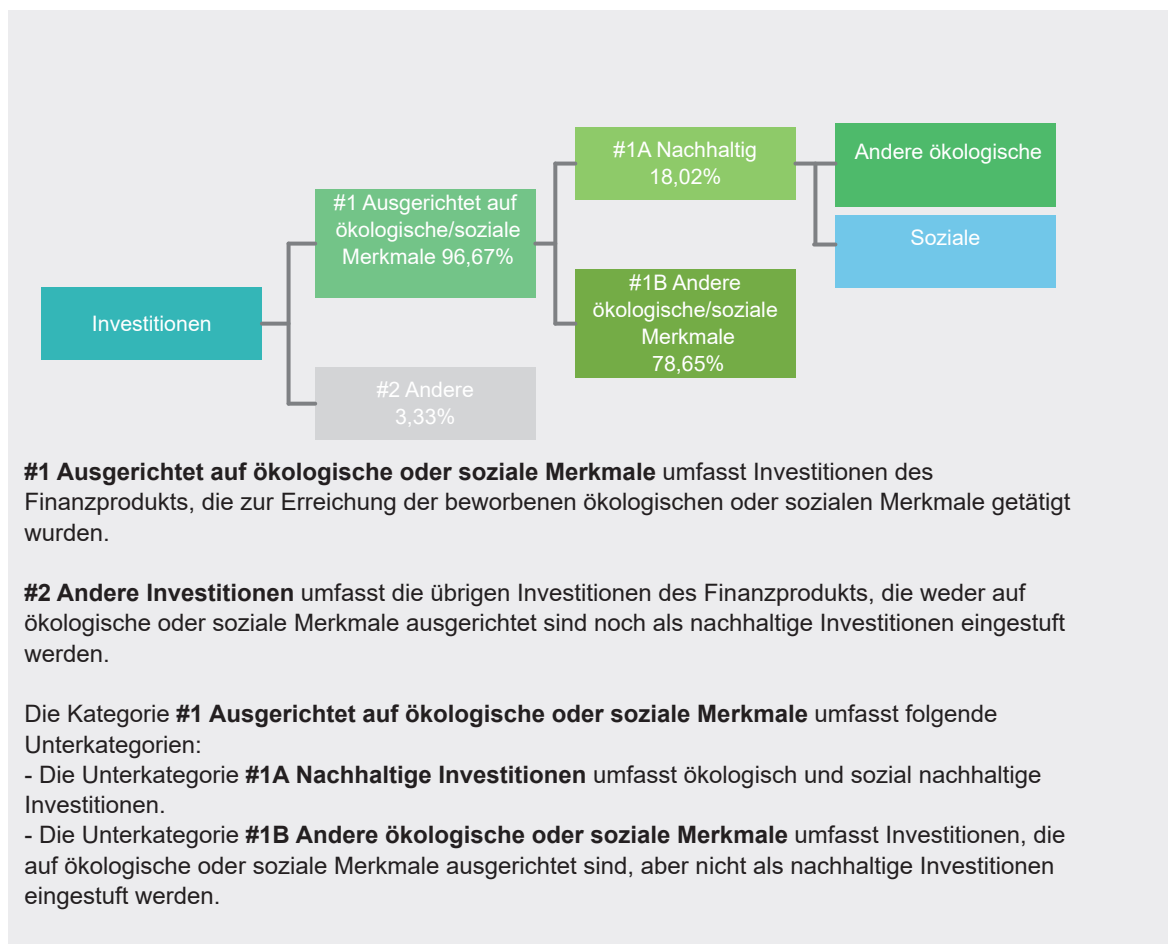 Investitionen
#1 Ausgerichtet auf
ökologische/soziale
Merkmale 96,67%
#2 Andere
3,33%
#1A Nachhaltig
18,02%
#1B Andere
ökologische/soziale
Merkmale
78,65%
Andere ökologische
Soziale
#1 Ausgerichtet auf ökologische oder soziale Merkmale umfasst Investitionen des
Finanzprodukts, die zur Erreichung der beworbenen ökologischen oder sozialen Merkmale getätigt
wurden.
#2 Andere Investitionen umfasst die übrigen Investitionen des Finanzprodukts, die weder auf
ökologische oder soziale Merkmale ausgerichtet sind noch als nachhaltige Investitionen eingestuft
werden.
Die Kategorie #1 Ausgerichtet auf ökologische oder soziale Merkmale umfasst folgende
Unterkategorien:
- Die Unterkategorie #1A Nachhaltige Investitionen umfasst ökologisch und sozial nachhaltige
Investitionen.
- Die Unterkategorie #1B Andere ökologische oder soziale Merkmale umfasst Investitionen, die
auf ökologische oder soziale Merkmale ausgerichtet sind, aber nicht als nachhaltige Investitionen
eingestuft werden.